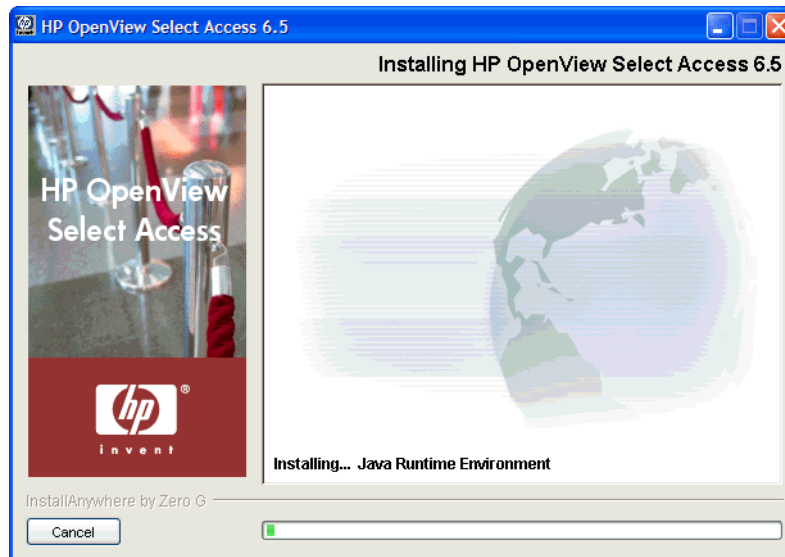 HP OpenView Select Access 6.5
Installing HP OpenView Select Access 6.5
HP OpenView
Select Access
hp
®
invent
Installing... Java Runtime Environment
InstallAnywhere by Zero G
Cancel